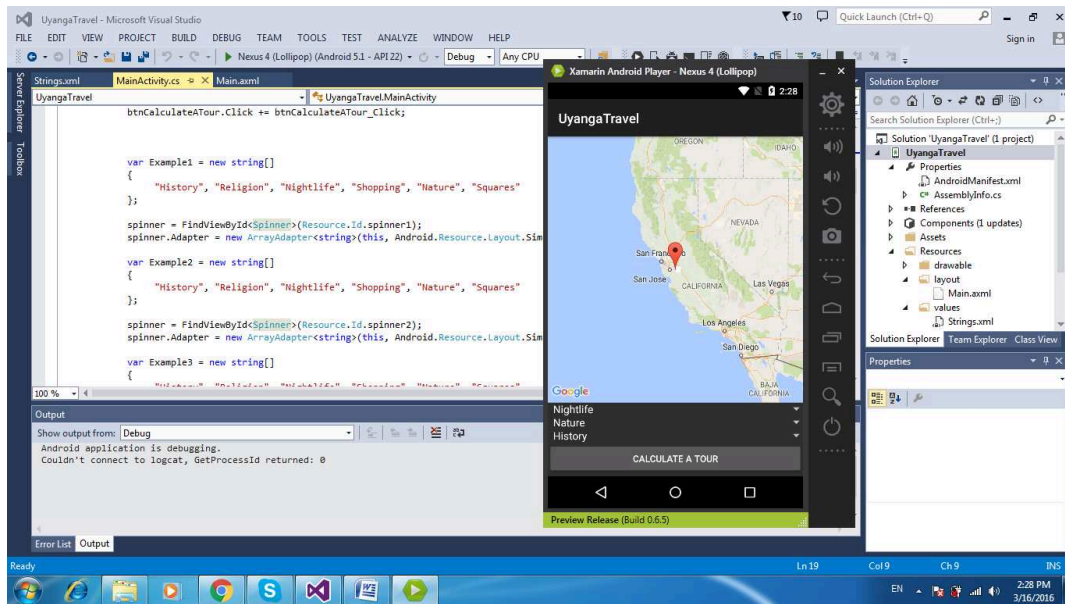 UyangaTravel - Microsoft Visual Studio
10
Quick Launch (Ctrl+Q)
FILE EDIT VIEW PROJECT BUILD DEBUG TEAM TOOLS TEST ANALYZE WINDOW HELP
Sign in
Nexus 4 (Lollipop) (Android 5.1 - API 22)
Debug
Any CPU
Server Explorer
Toolbox
Strings.xml
MainActivity.cs
Main.axml
UyangaTravel
UyangaTravel.MainActivity
btnCalculateATour.Click += btnCalculateATour_Click;
var Example1 = new string[]
{
"History", "Religion", "Nightlife", "Shopping", "Nature", "Squares"
};
spinner = FindViewById<Spinner>(Resource.Id.spinner1);
spinner.Adapter = new ArrayAdapter<string>(this, Android.Resource.Layout.Sim
var Example2 = new string[]
{
"History", "Religion", "Nightlife", "Shopping", "Nature", "Squares"
};
spinner = FindViewById<Spinner>(Resource.Id.spinner2);
spinner.Adapter = new ArrayAdapter<string>(this, Android.Resource.Layout.Sim
var Example3 = new string[]
{
100 %
Output
Show output from: Debug
Android application is debugging.
Couldn't connect to logcat, GetProcessId returned: 0
Error List
Output
Xamarin Android Player - Nexus 4 (Lollipop)
2:28
UyangaTravel
OREGON
IDAHO
NEVADA
San Jose
CALIFORNIA
Las Vegas
Los Angeles
San Diego
BAJA
CALIFORNIA
Google
Nightlife
Nature
History
CALCULATE A TOUR
Preview Release (Build 0.6.5)
Solution Explorer
Search Solution Explorer (Ctrl+;)
Solution 'UyangaTravel' (1 project)
UyangaTravel
Properties
AndroidManifest.xml
AssemblyInfo.cs
References
Components (1 updates)
Assets
Resources
drawable
layout
Main.axml
values
Strings.xml
Solution Explorer
Team Explorer
Class View
Properties
Ready
Ln 19
Col 9
Ch 9
INS
EN
2:28 PM
3/16/2016